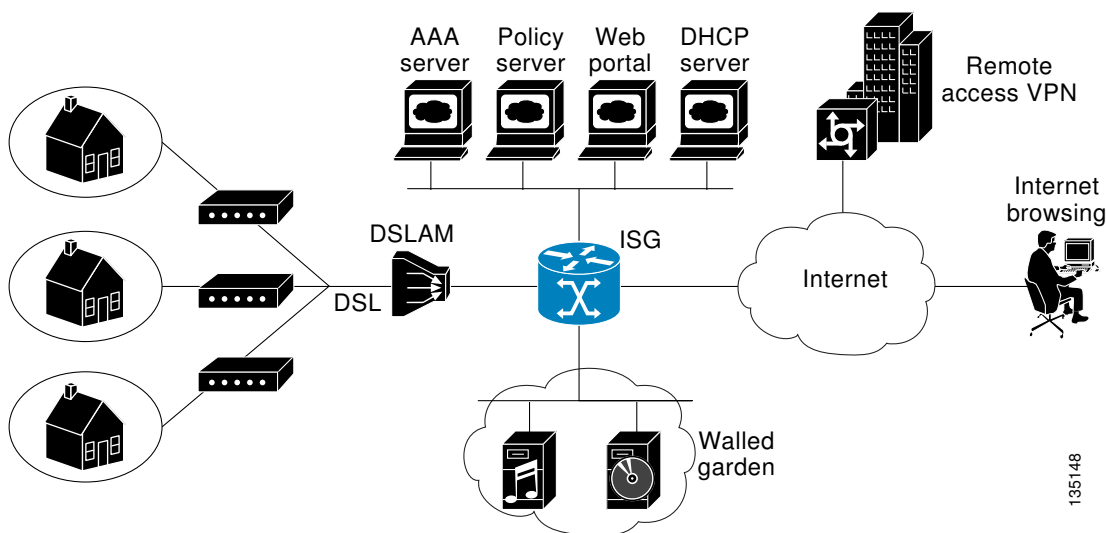 AAA
server
Policy
server
Web
portal
DHCP
server
Remote
access VPN
Internet
browsing
DSLAM
ISG
DSL
Internet
Walled
garden
135148